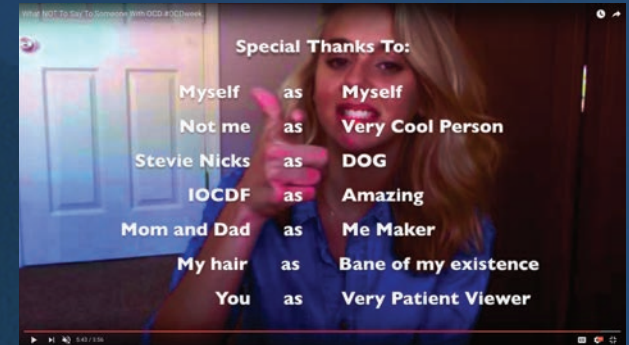 What NOT To Say To Someone With OCD #OCDweek
Special Thanks To:
Myself as Myself
Not me as Very Cool Person
Stevie Nicks as DOG
IOCDF as Amazing
Mom and Dad as Me Maker
My hair as Bane of my existence
You as Very Patient Viewer